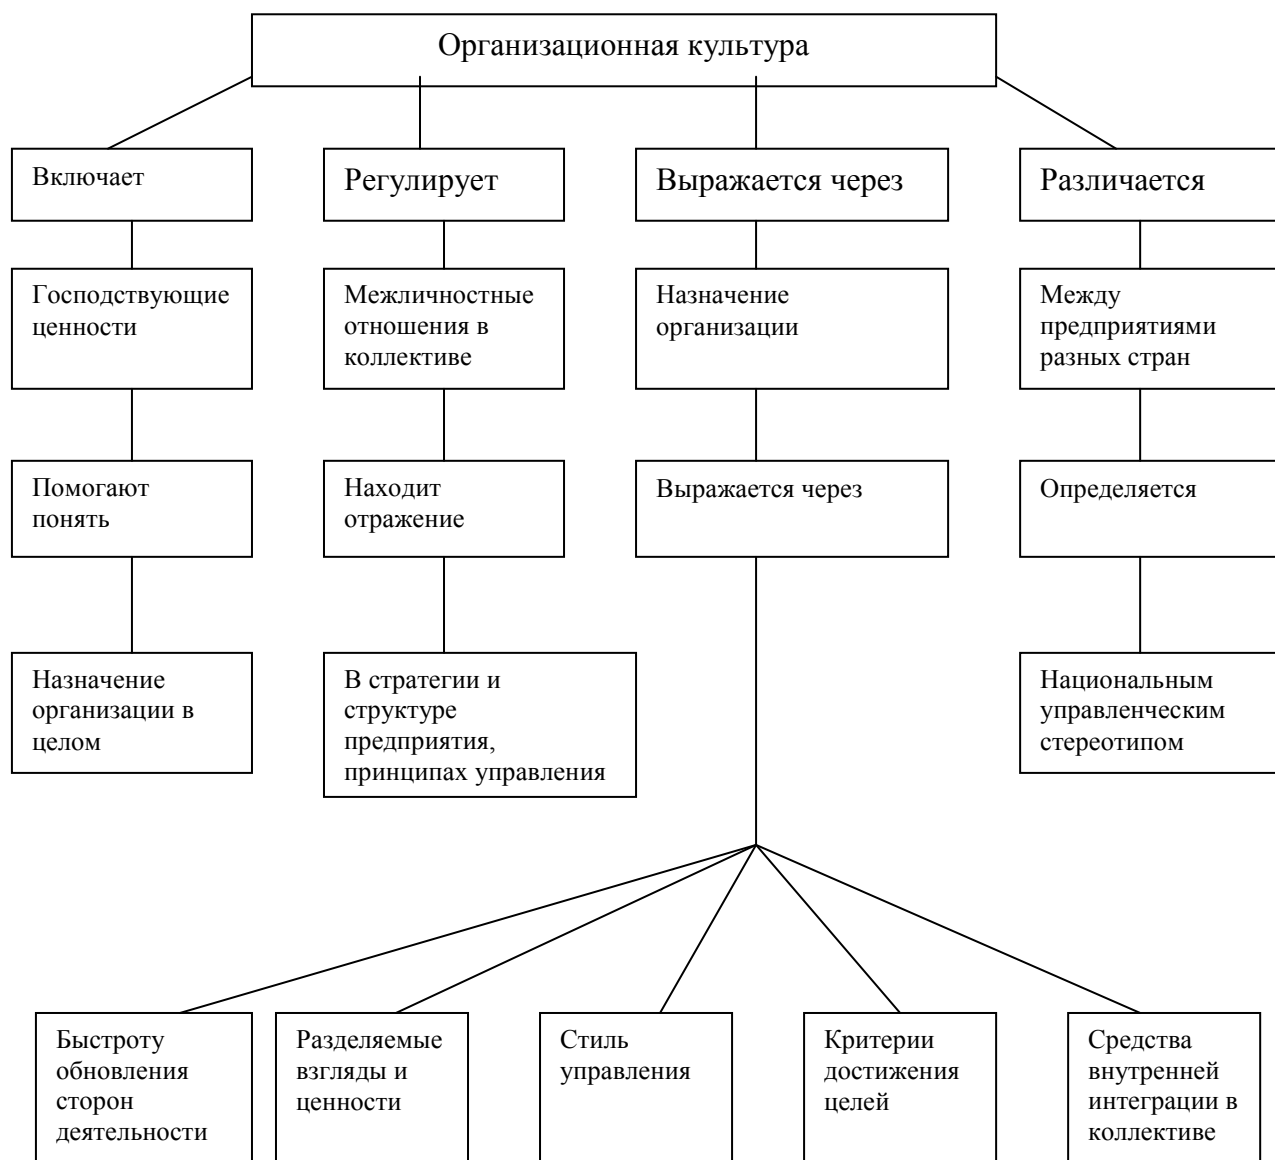 Организационная культура
Включает
Регулирует
Выражается через
Различается
Господствующие
ценности
Межличностные
отношения в
коллективе
Назначение
организации
Между
предприятиями
разных стран
Помогают
понять
Находит
отражение
Выражается через
Определяется
Назначение
организации в
целом
В стратегии и
структуре
предприятия,
принципах управления
Национальным
управленческим
стереотипом
Быстроту
обновления
сторон
деятельности
Разделяемые
взгляды и
ценности
Стиль
управления
Критерии
достижения
целей
Средства
внутренней
интеграции в
коллективе